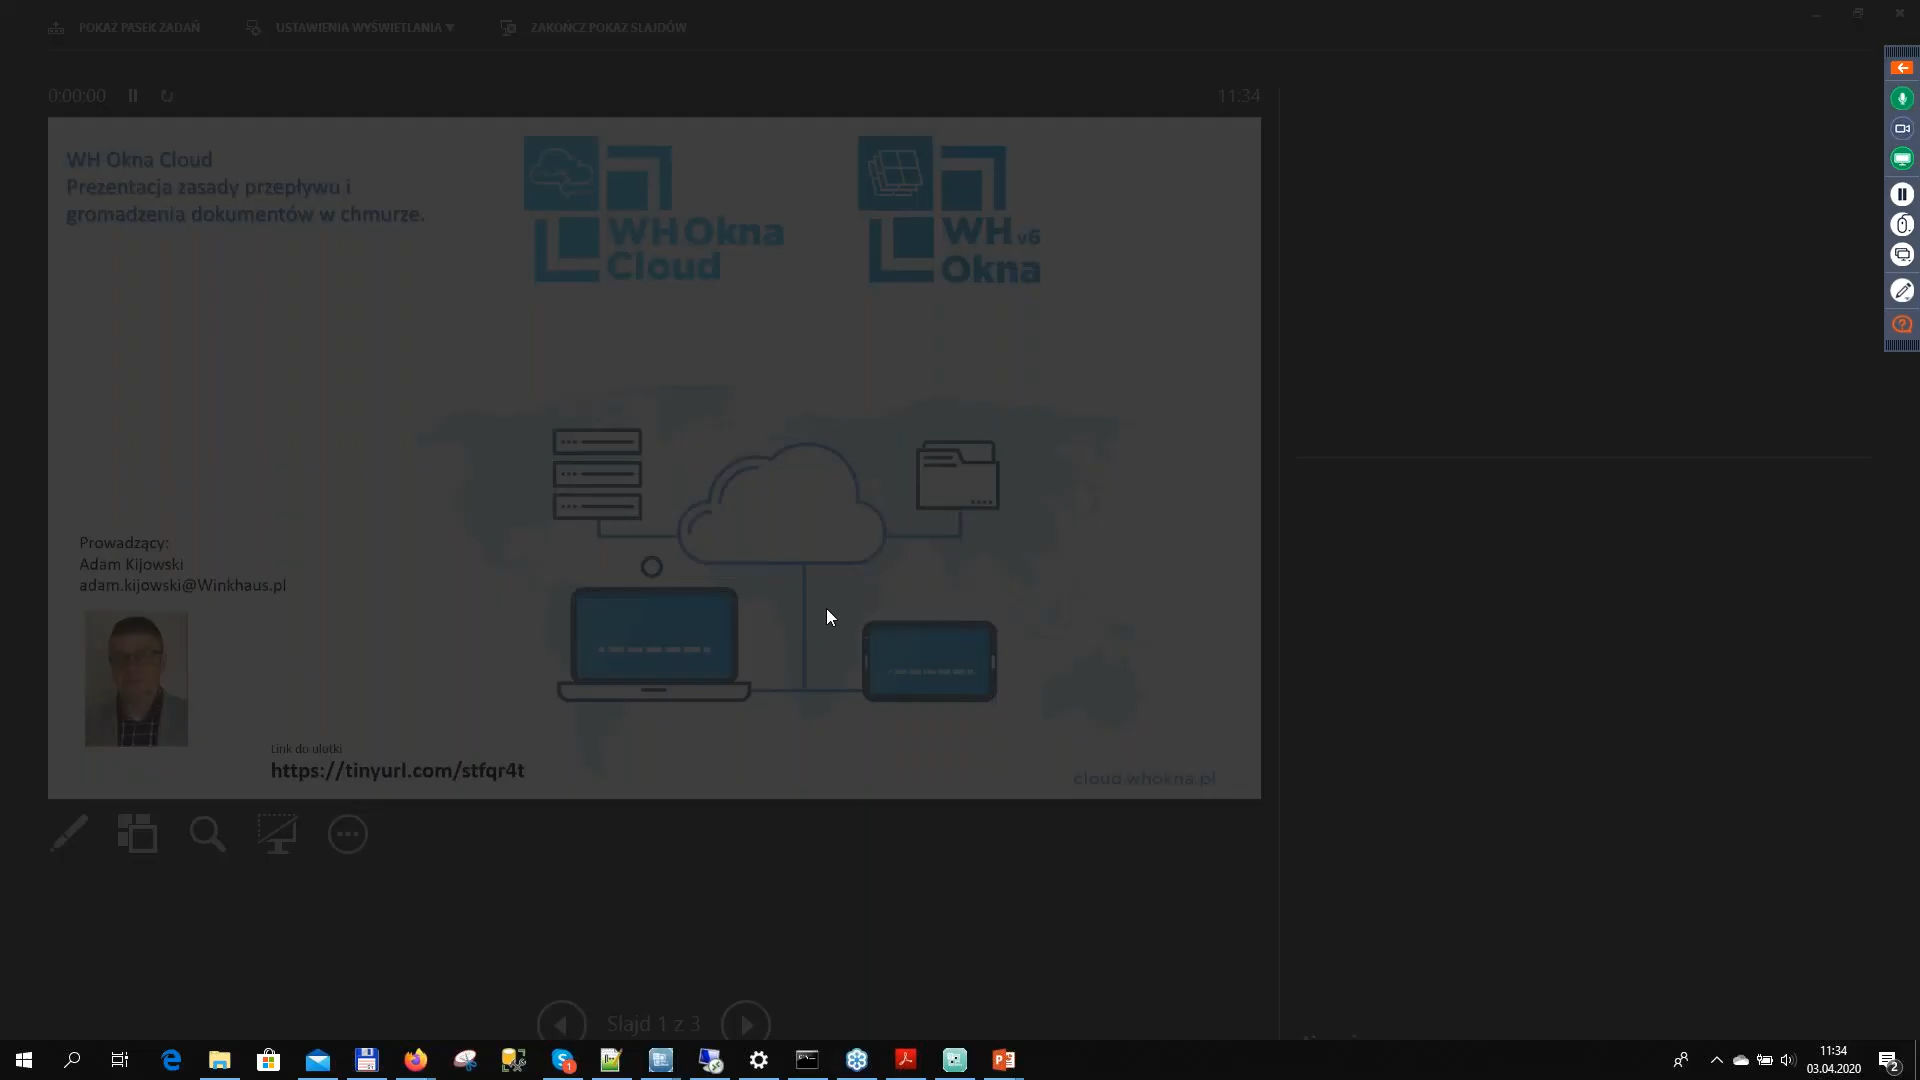 POKAŻ PASEK ZADAŃ
USTAWIENIA WYŚWIETLANIA
ZAKOŃCZ POKAZ SLAJDÓW
0:00:00
11:34
WH Okna Cloud
Prezentacja zasady przepływu i
gromadzenia dokumentów w chmurze.
WH Okna
Cloud
WH v6
Okna
Prowadzący:
Adam Kijowski
adam.kijowski@Winkhaus.pl
Link do ulotki
https://tinyurl.com/stfqr4t
cloud.whokna.pl
Slajd 1 z 3
11:34
03.04.2020